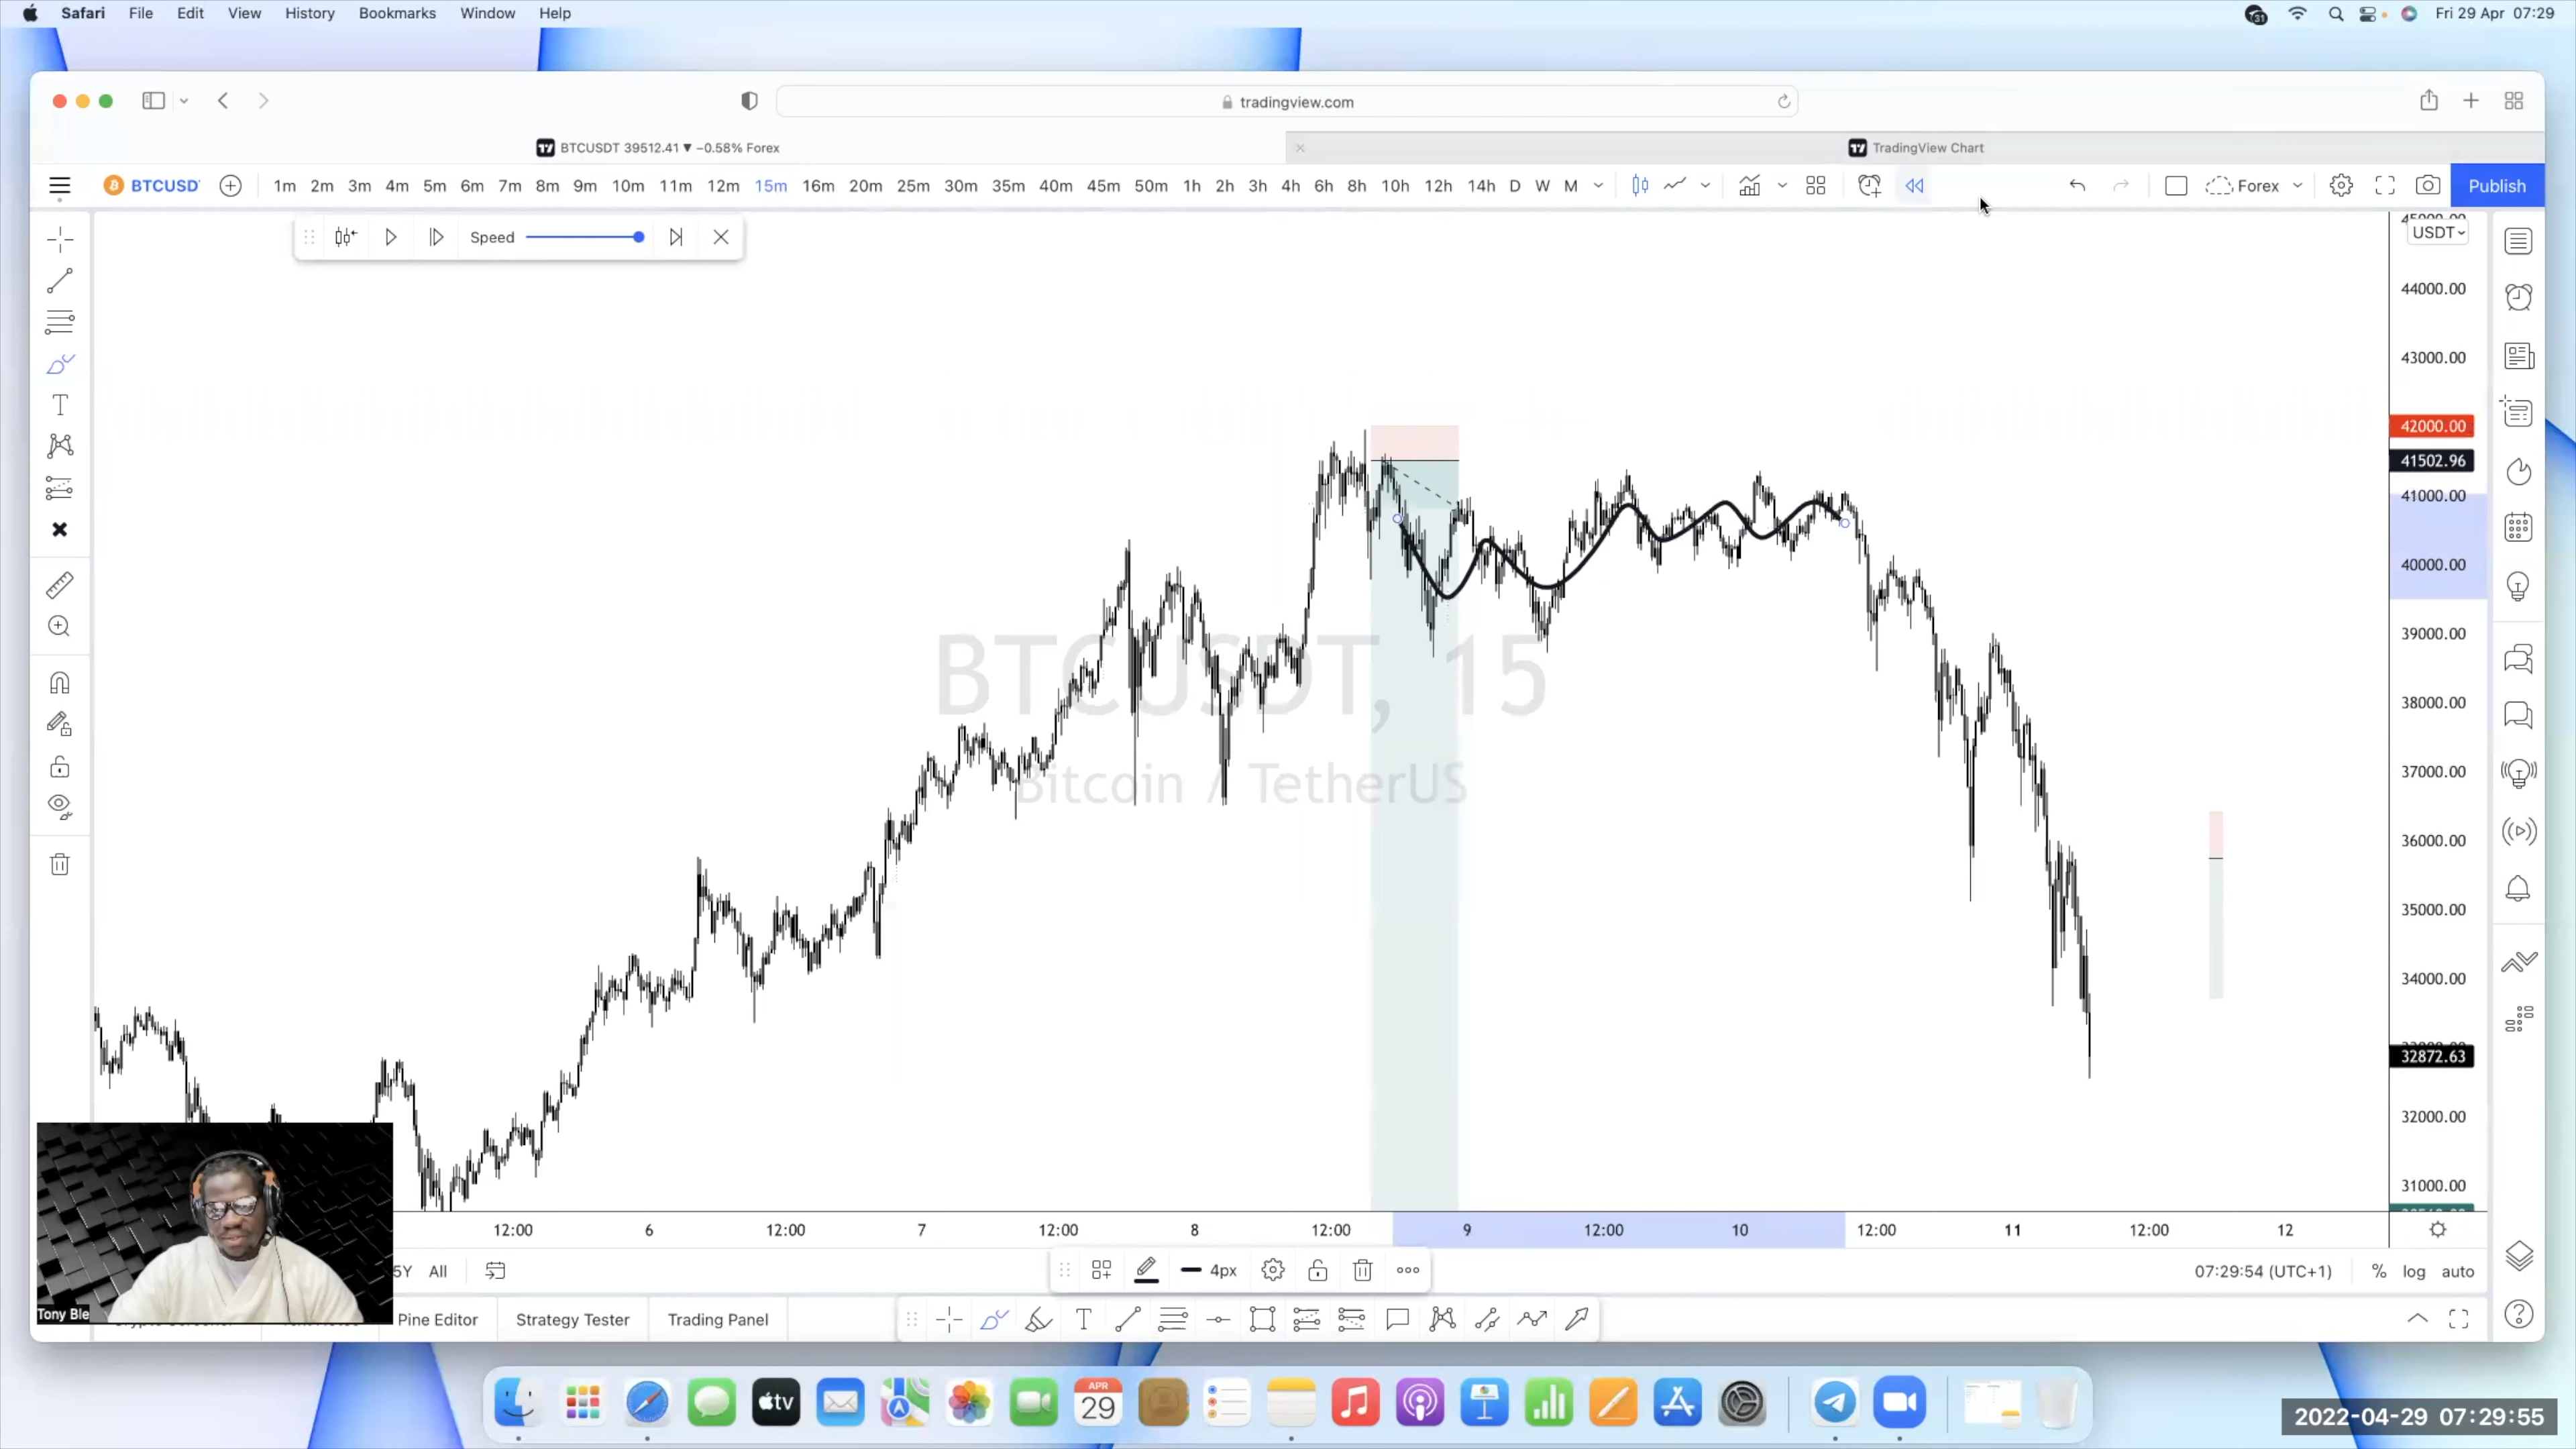 Safari File Edit View History Bookmarks Window Help
31
Fri 29 Apr 07:29
tradingview.com
BTCUSDT 39512.41 ▼ −0.58% Forex
TradingView Chart
BTCUSD
1m 2m 3m 4m 5m 6m 7m 8m 9m 10m 11m 12m 15m 16m 20m 25m 30m 35m 40m 45m 50m 1h 2h 3h 4h 6h 8h 10h 12h 14h D W M
Forex
Publish
Speed
USDT
44000.00
43000.00
42000.00
41502.96
41000.00
40000.00
39000.00
38000.00
37000.00
36000.00
35000.00
34000.00
32872.63
32000.00
31000.00
BTCUSDT, 15
Bitcoin / TetherUS
12:00 6 12:00 7 12:00 8 12:00 9 12:00 10 12:00 11 12:00 12
5Y All
4px
07:29:54 (UTC+1) % log auto
Tony Ble
Pine Editor Strategy Tester Trading Panel
tv
APR
29
2022-04-29 07:29:55